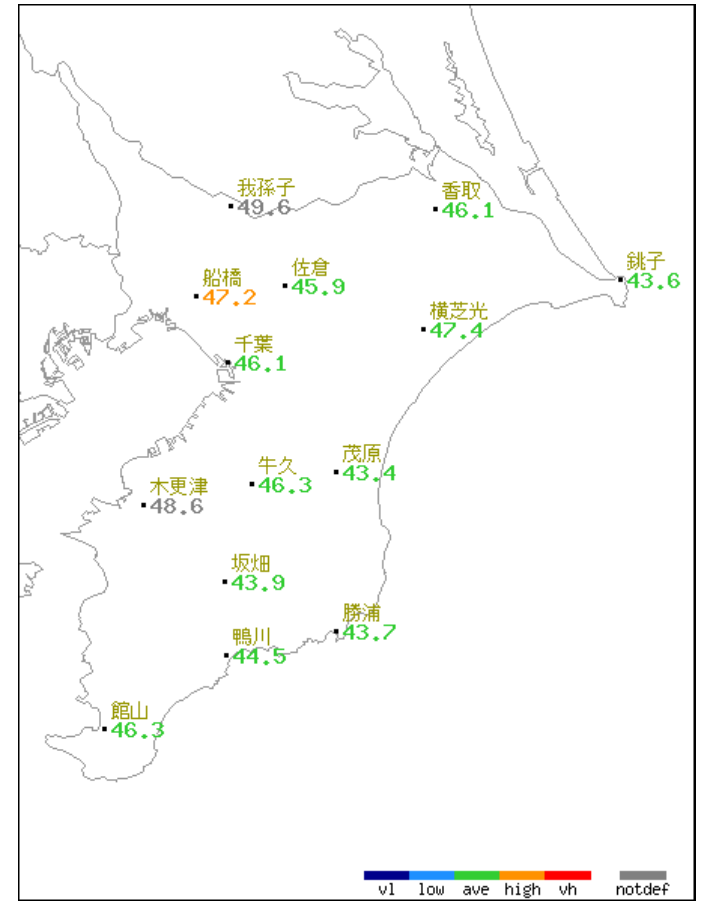 我孫子
49.6
香取
46.1
船橋
47.2
佐倉
45.9
銚子
43.6
横芝光
47.4
千葉
46.1
茂原
43.4
牛久
46.3
木更津
48.6
坂畑
43.9
勝浦
43.7
鴨川
44.5
館山
46.3
vl low ave high vh notdef